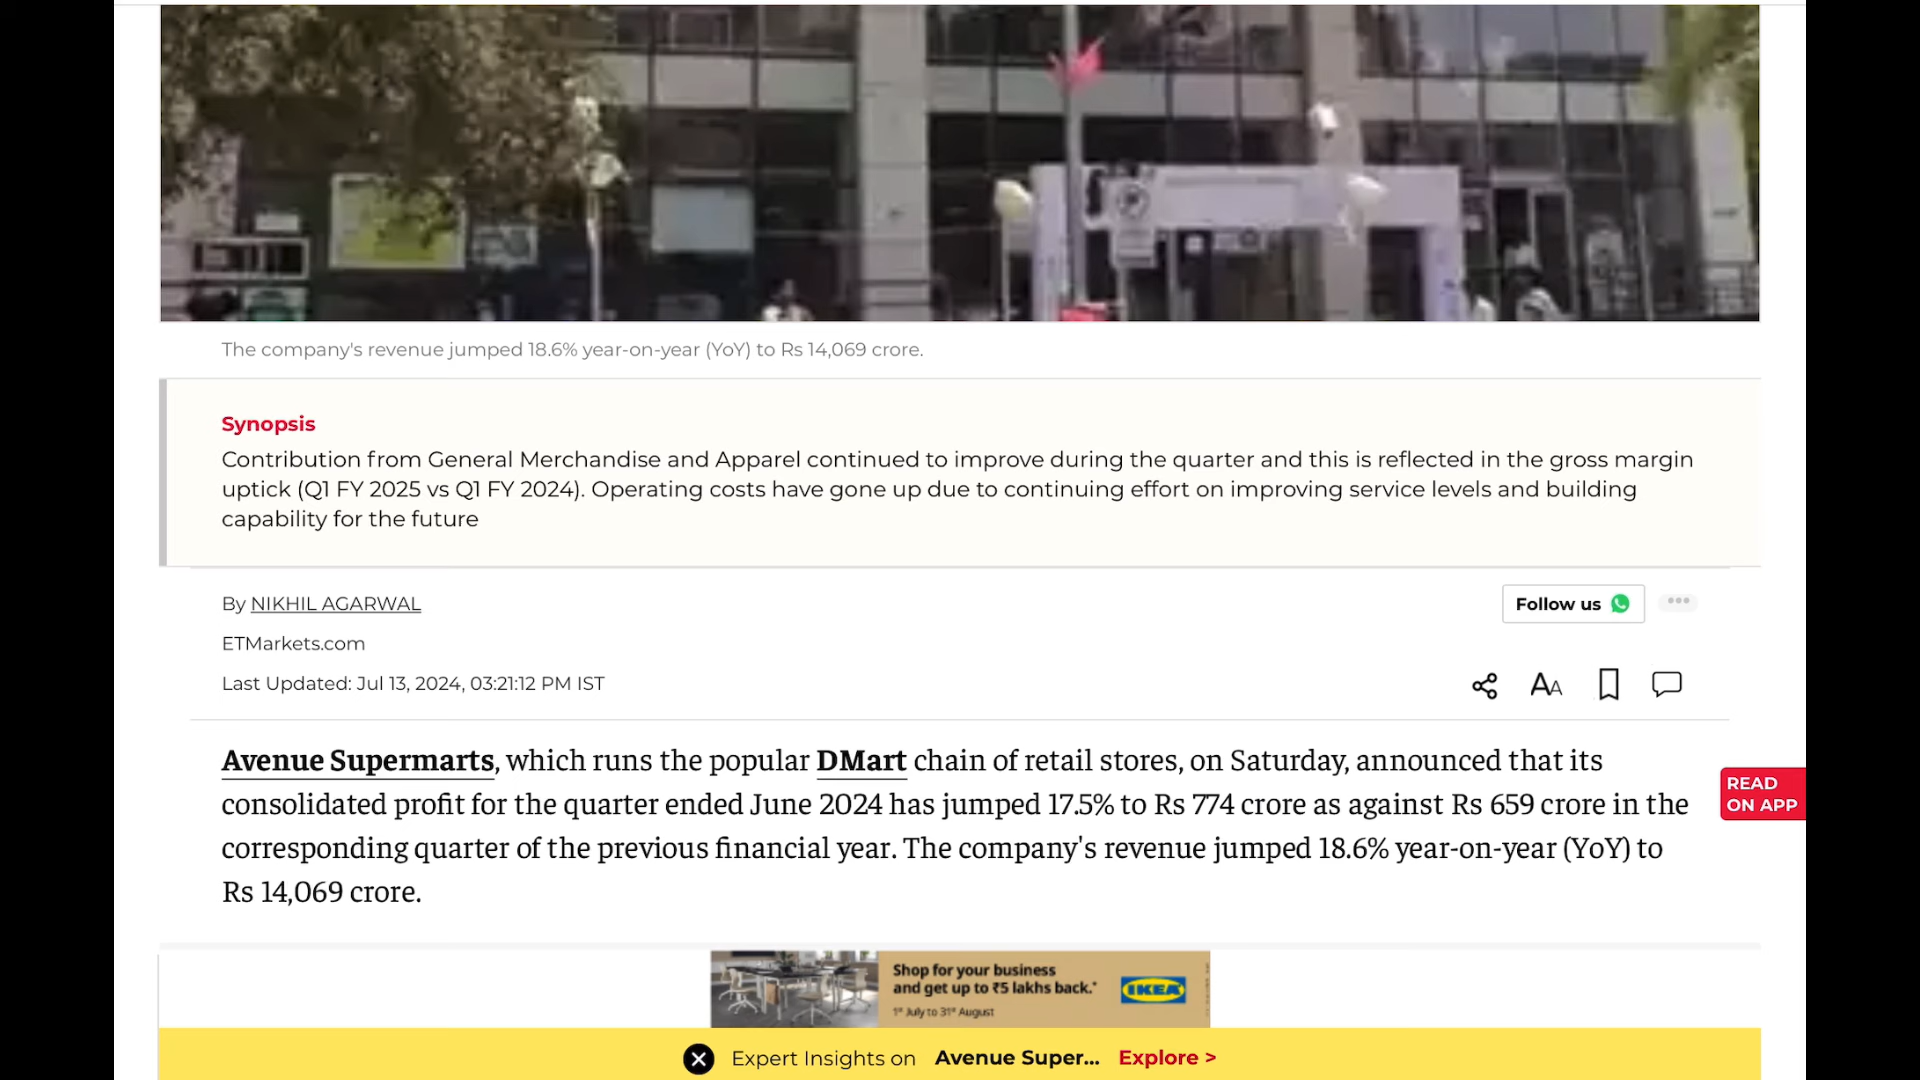 The company's revenue jumped 18.6% year-on-year (YoY) to Rs 14,069 crore.
Synopsis
Contribution from General Merchandise and Apparel continued to improve during the quarter and this is reflected in the gross margin
uptick (Q1 FY 2025 vs Q1 FY 2024). Operating costs have gone up due to continuing effort on improving service levels and building
capability for the future
By NIKHIL AGARWAL
Follow us
ETMarkets.com
Last Updated: Jul 13, 2024, 03:21:12 PM IST
AA
Avenue Supermarts, which runs the popular DMart chain of retail stores, on Saturday, announced that its
consolidated profit for the quarter ended June 2024 has jumped 17.5% to Rs 774 crore as against Rs 659 crore in the
corresponding quarter of the previous financial year. The company's revenue jumped 18.6% year-on-year (YoY) to
Rs 14,069 crore.
READ
ON APP
Shop for your business
and get up to ₹5 lakhs back.*
1st July to 31st August
IKEA
Expert Insights on Avenue Super... Explore >